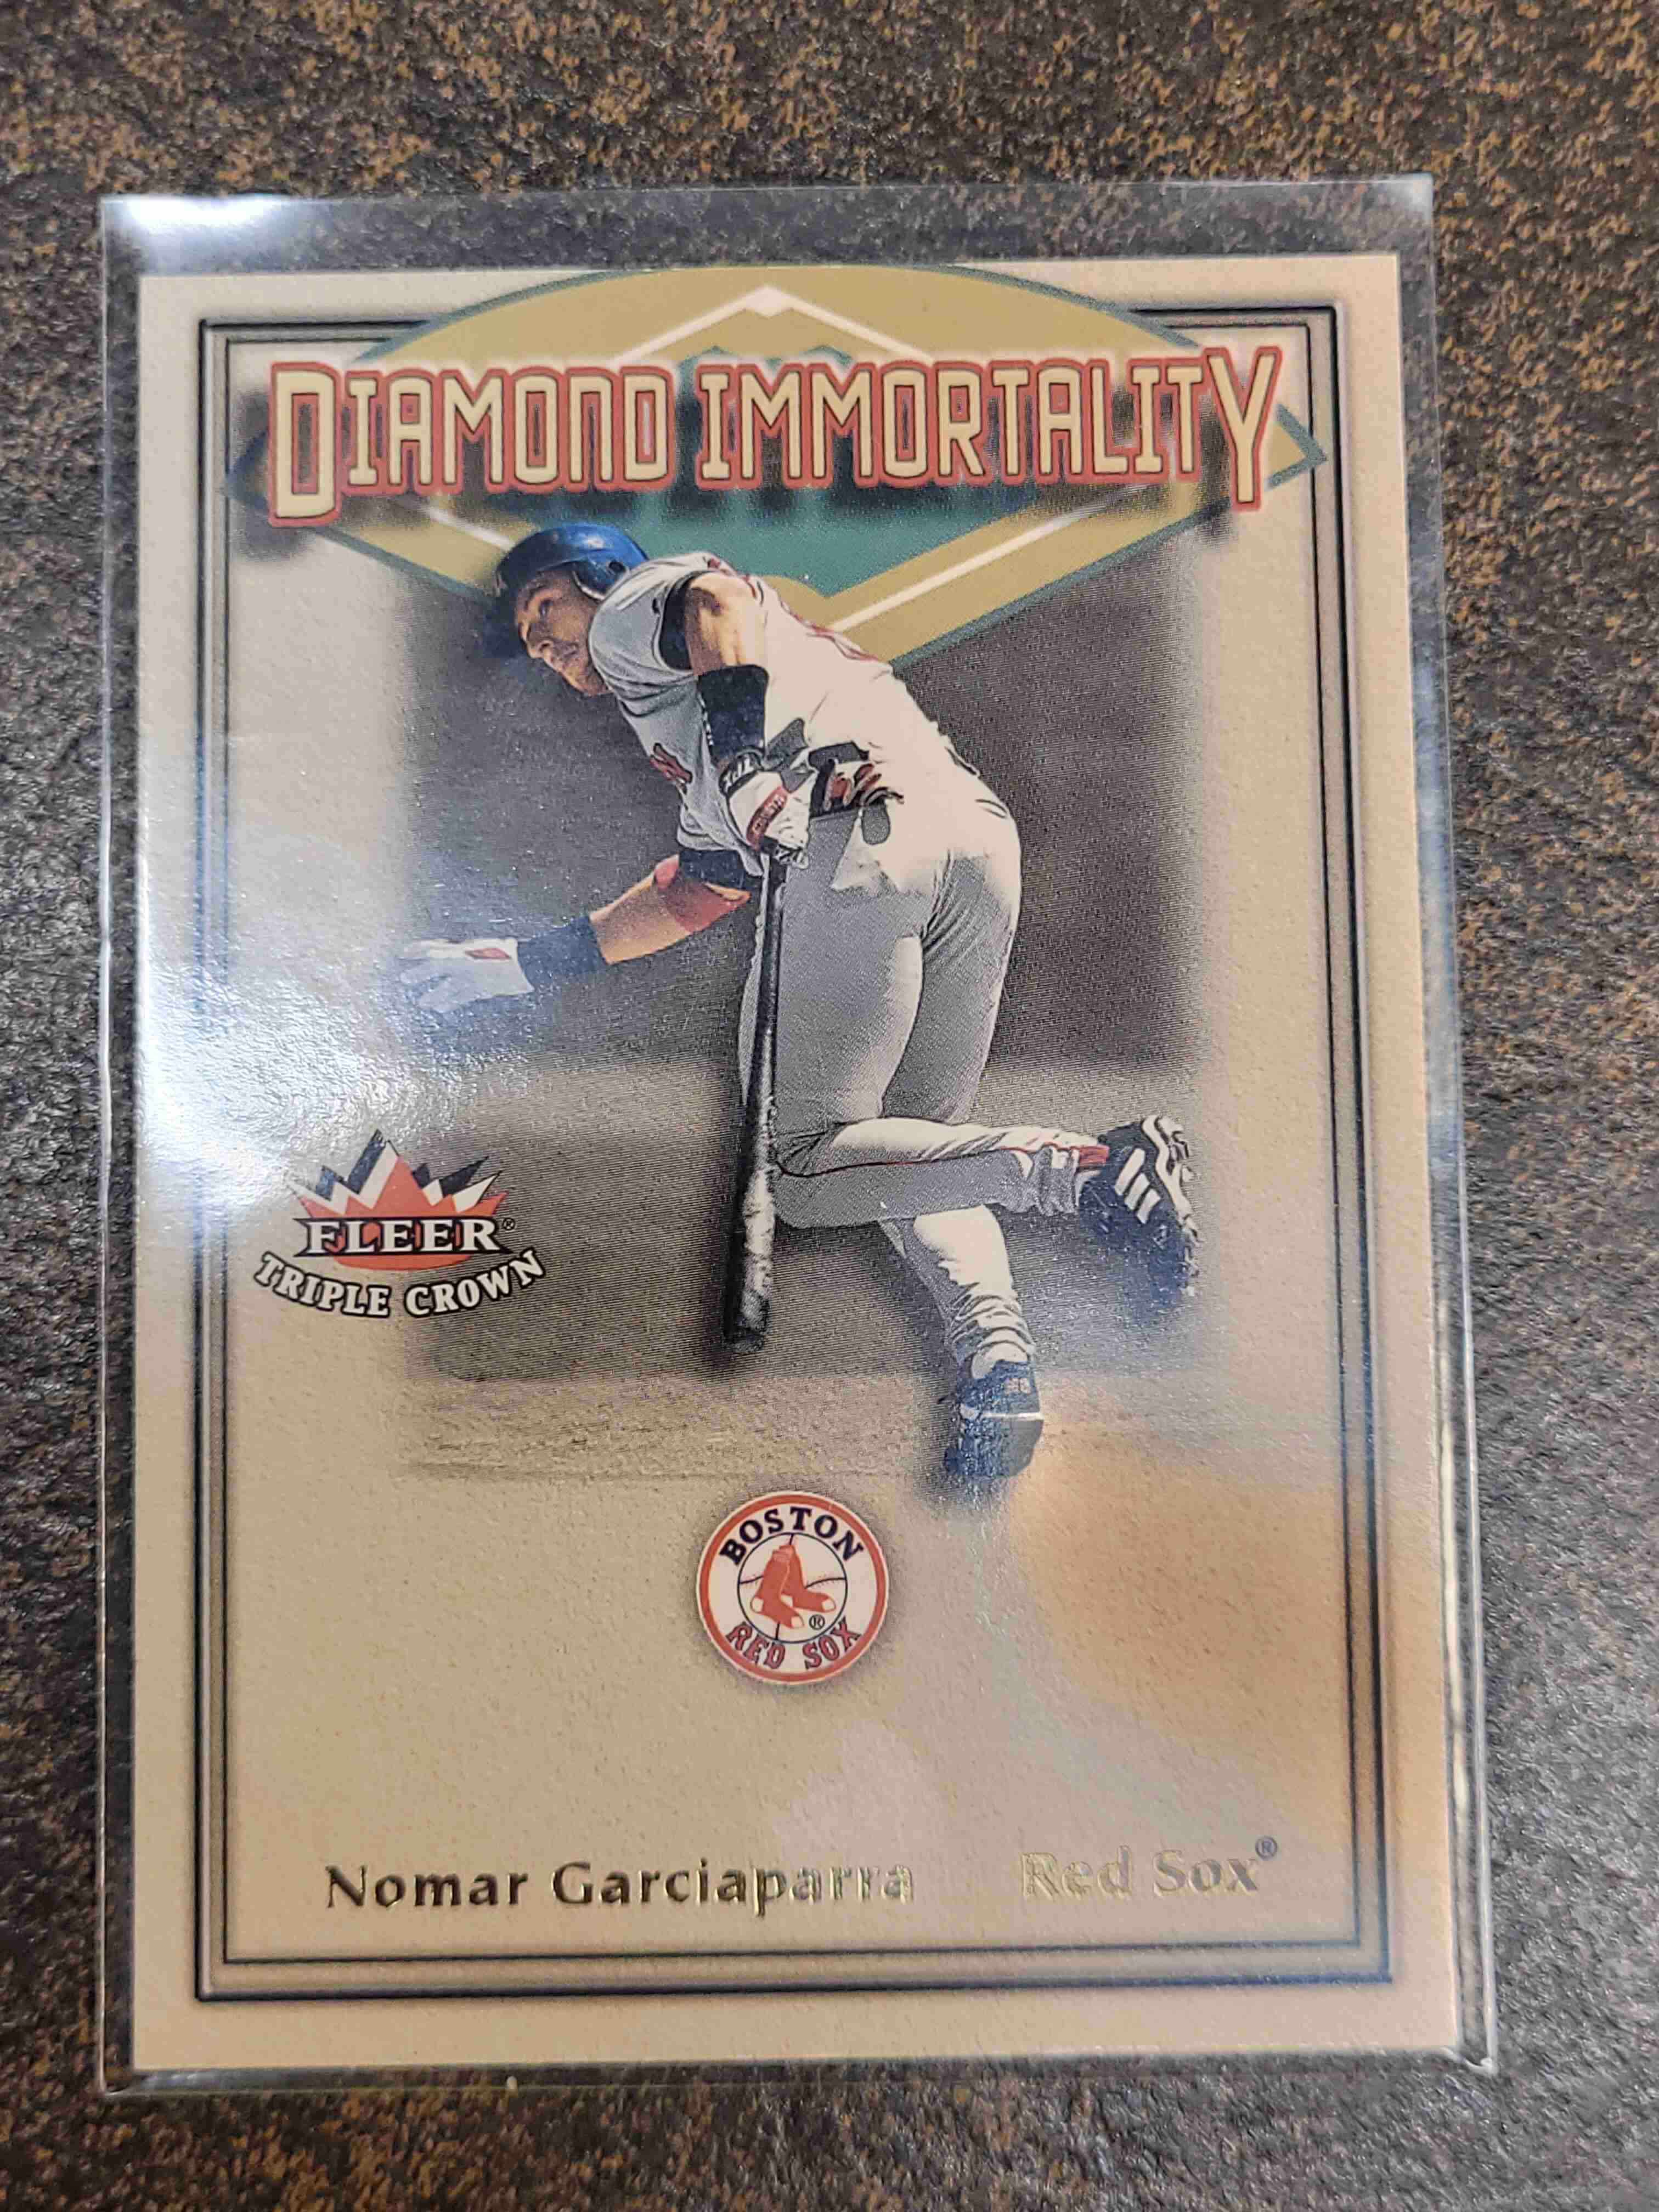 DIAMOND IMMORTALITY
FLEER®
TRIPLE CROWN
BOSTON
RED SOX
®
Nomar Garciaparra Red Sox®